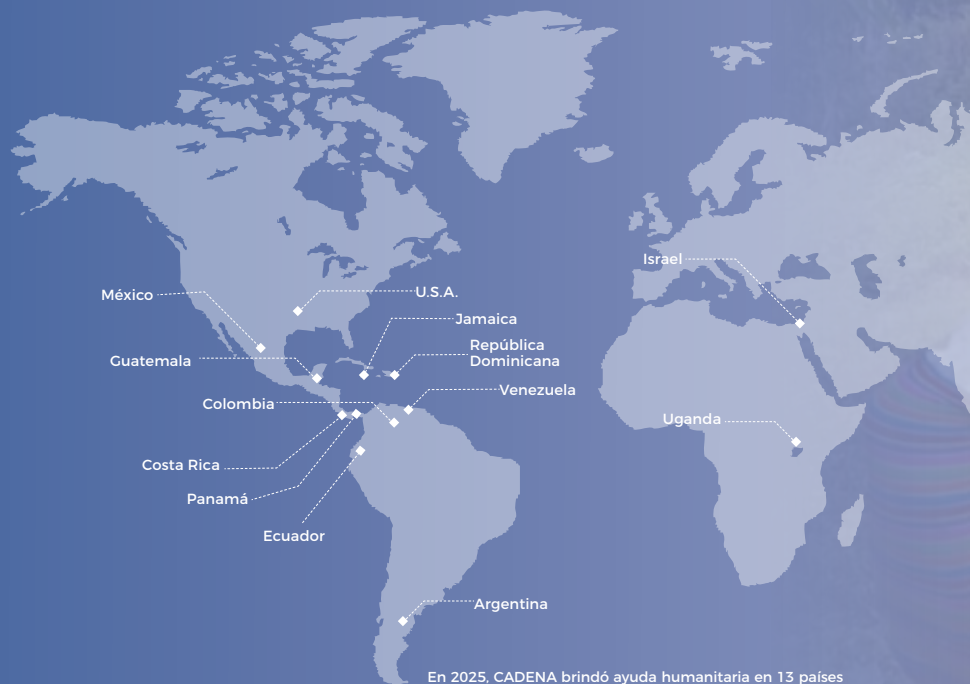 Israel
México
U.S.A.
Jamaica
República
Dominicana
Guatemala
Venezuela
Colombia
Uganda
Costa Rica
Panamá
Ecuador
Argentina
En 2025, CADENA brindó ayuda humanitaria en 13 países